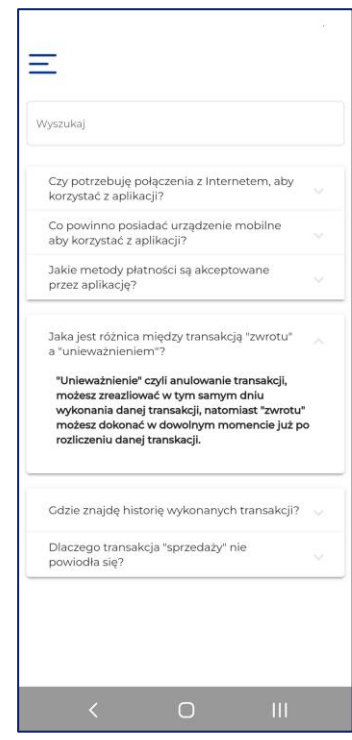 Wyszukaj
Czy potrzebuję połączenia z Internetem, aby
korzystać z aplikacji?
Co powinno posiadać urządzenie mobilne
aby korzystać z aplikacji?
Jakie metody płatności są akceptowane
przez aplikację?
Jaka jest różnica między transakcją "zwrotu"
a "unieważnieniem"?
"Unieważnienie" czyli anulowanie transakcji,
możesz zreazliować w tym samym dniu
wykonania danej transakcji, natomiast "zwrotu"
możesz dokonać w dowolnym momencie już po
rozliczeniu danej transkacji.
Gdzie znajdę historię wykonanych transakcji?
Dlaczego transakcja "sprzedaży" nie
powiodła się?